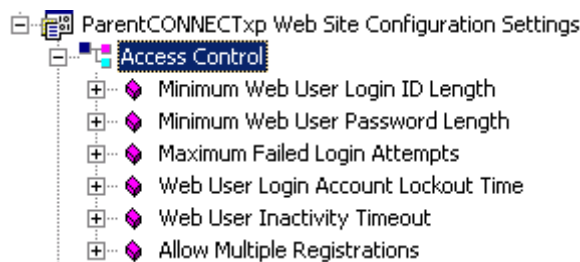 ParentCONNECTxp Web Site Configuration Settings
Access Control
Minimum Web User Login ID Length
Minimum Web User Password Length
Maximum Failed Login Attempts
Web User Login Account Lockout Time
Web User Inactivity Timeout
Allow Multiple Registrations